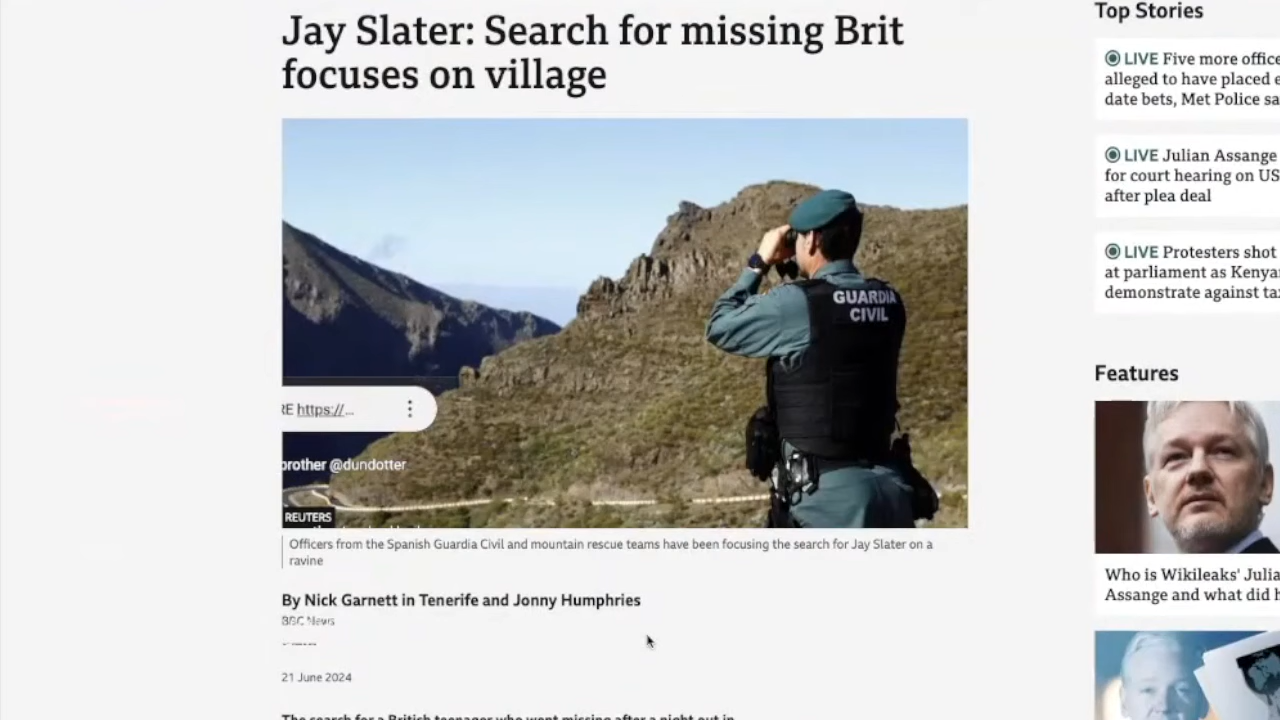 Jay Slater: Search for missing Brit
focuses on village
GUARDIA
CIVIL
RE https://...
brother @dundotter
REUTERS
Officers from the Spanish Guardia Civil and mountain rescue teams have been focusing the search for Jay Slater on a
ravine
By Nick Garnett in Tenerife and Jonny Humphries
BBC News
21 June 2024
The search for a British teenager who went missing after a night out in
Top Stories
LIVE Five more office
alleged to have placed e
date bets, Met Police sa
LIVE Julian Assange
for court hearing on US
after plea deal
LIVE Protesters shot
at parliament as Kenya
demonstrate against ta
Features
Who is Wikileaks' Julia
Assange and what did h